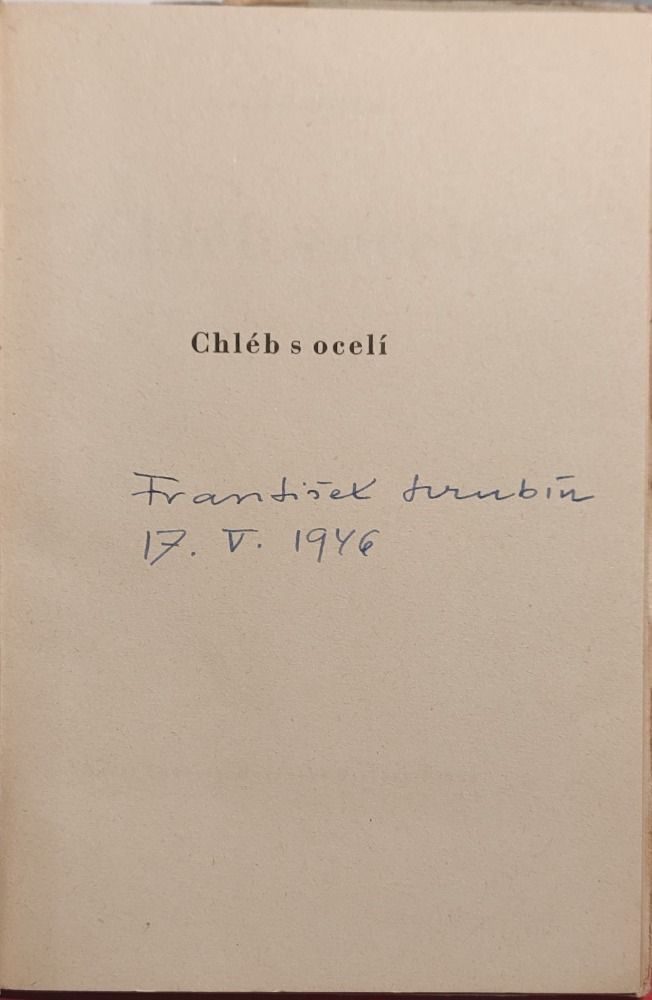 Chléb s ocelí
František Hrubín
17. V. 1946